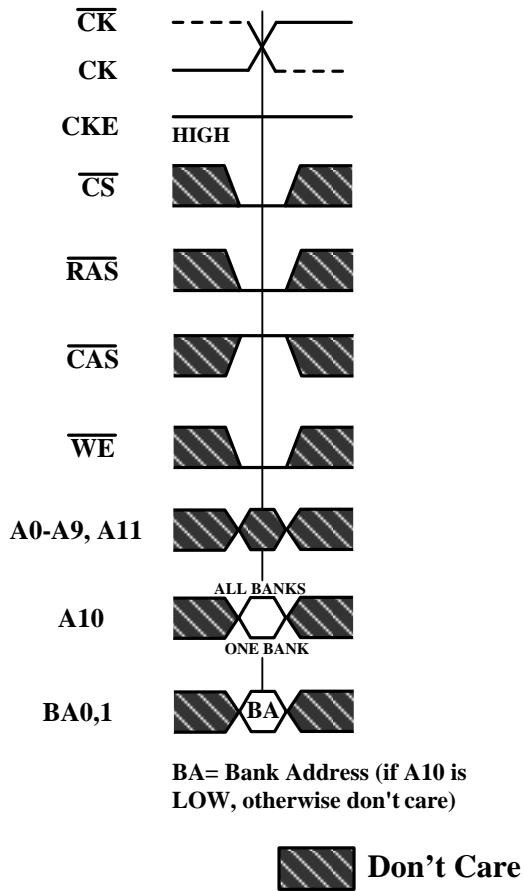 CK
CK
CKE
HIGH
CS
RAS
CAS
WE
A0-A9, A11
ALL BANKS
A10
ONE BANK
BA0,1
BA
BA= Bank Address (if A10 is
LOW, otherwise don't care)
Don't Care